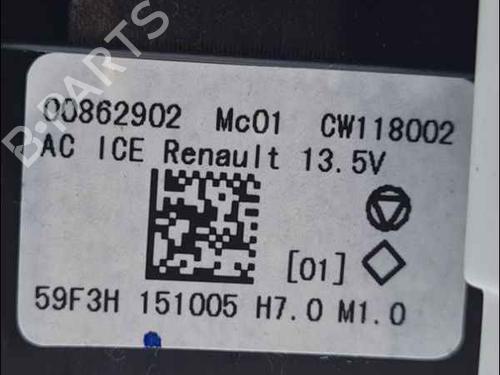 00862902 Mc01 CW118002
AC ICE Renault 13.5V
[01]
59F3H 151005 H7.0 M1.0
B-PARTS